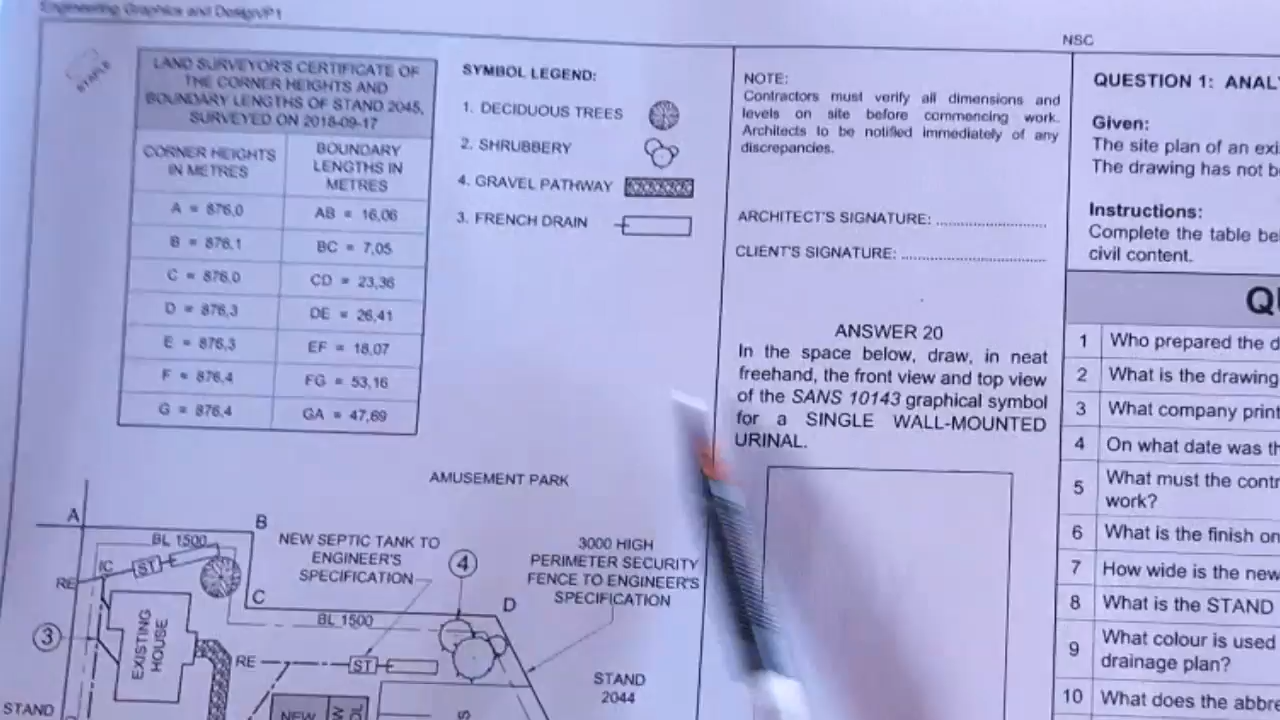 Engineering Graphics and Design/P1
NSC
STAPLE
LAND SURVEYOR'S CERTIFICATE OF
THE CORNER HEIGHTS AND
BOUNDARY LENGTHS OF STAND 2045,
SURVEYED ON 2018-09-17
CORNER HEIGHTS
IN METRES
BOUNDARY
LENGTHS IN
METRES
A = 876,0
AB = 16,06
B = 876,1
BC = 7,05
C = 876,0
CD = 23,36
D = 876,3
DE = 26,41
E = 876,3
EF = 18,07
F = 876,4
FG = 53,16
G = 876,4
GA = 47,69
SYMBOL LEGEND:
1. DECIDUOUS TREES
2. SHRUBBERY
4. GRAVEL PATHWAY
3. FRENCH DRAIN
NOTE:
Contractors must verify all dimensions and
levels on site before commencing work.
Architects to be notified immediately of any
discrepancies.
ARCHITECT'S SIGNATURE: ........................
CLIENT'S SIGNATURE: ................................
ANSWER 20
In the space below, draw, in neat
freehand, the front view and top view
of the SANS 10143 graphical symbol
for a SINGLE WALL-MOUNTED
URINAL.
QUESTION 1: ANAL
Given:
The site plan of an exi
The drawing has not b
Instructions:
Complete the table be
civil content.
QU
1 Who prepared the d
2 What is the drawing
3 What company print
4 On what date was th
5 What must the contr
work?
6 What is the finish on
7 How wide is the new
8 What is the STAND
9 What colour is used
drainage plan?
10 What does the abbre
AMUSEMENT PARK
A
B
BL 1500
NEW SEPTIC TANK TO
ENGINEER'S
SPECIFICATION
4
3000 HIGH
PERIMETER SECURITY
FENCE TO ENGINEER'S
SPECIFICATION
IC
ST
RE
C
D
BL 1500
3
EXISTING
HOUSE
RE
ST
STAND
2044
STAND
NEW